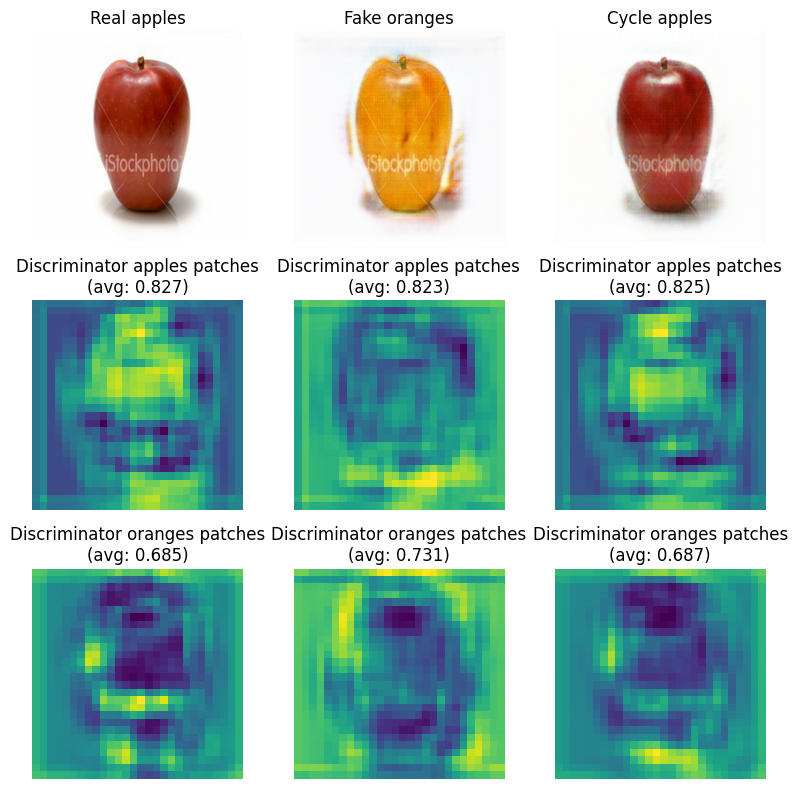 Real apples
Fake oranges
Cycle apples
iStockphoto
iStockphoto
iStockphoto
Discriminator apples patches
(avg: 0.827)
Discriminator apples patches
(avg: 0.823)
Discriminator apples patches
(avg: 0.825)
Discriminator oranges patches
(avg: 0.685)
Discriminator oranges patches
(avg: 0.731)
Discriminator oranges patches
(avg: 0.687)